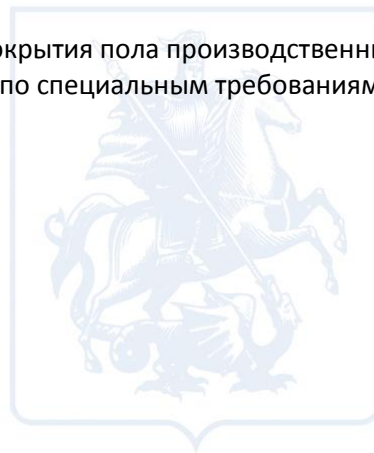 окрытия пола производственн
по специальным требованиям